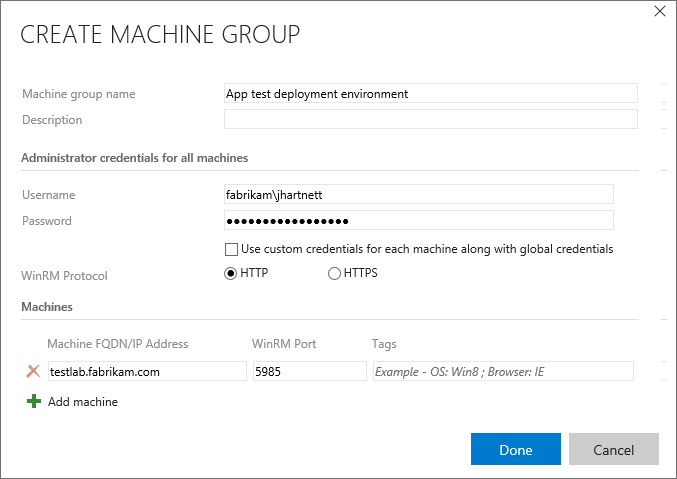 CREATE MACHINE GROUP
Machine group name App test deployment environment
Description
Administrator credentials for all machines
Username fabrikam\jhartnett
Password ●●●●●●●●●●●●●●●●●
Use custom credentials for each machine along with global credentials
WinRM Protocol HTTP HTTPS
Machines
Machine FQDN/IP Address WinRM Port Tags
testlab.fabrikam.com 5985 Example - OS: Win8 ; Browser: IE
Add machine
Done Cancel